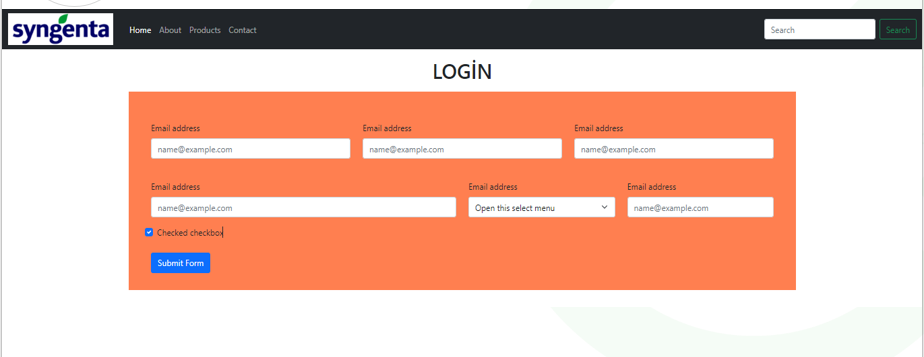 syngenta Home About Products Contact Search Search
LOGİN
Email address Email address Email address
name@example.com name@example.com name@example.com
Email address Email address Email address
name@example.com Open this select menu name@example.com
Checked checkbox
Submit Form